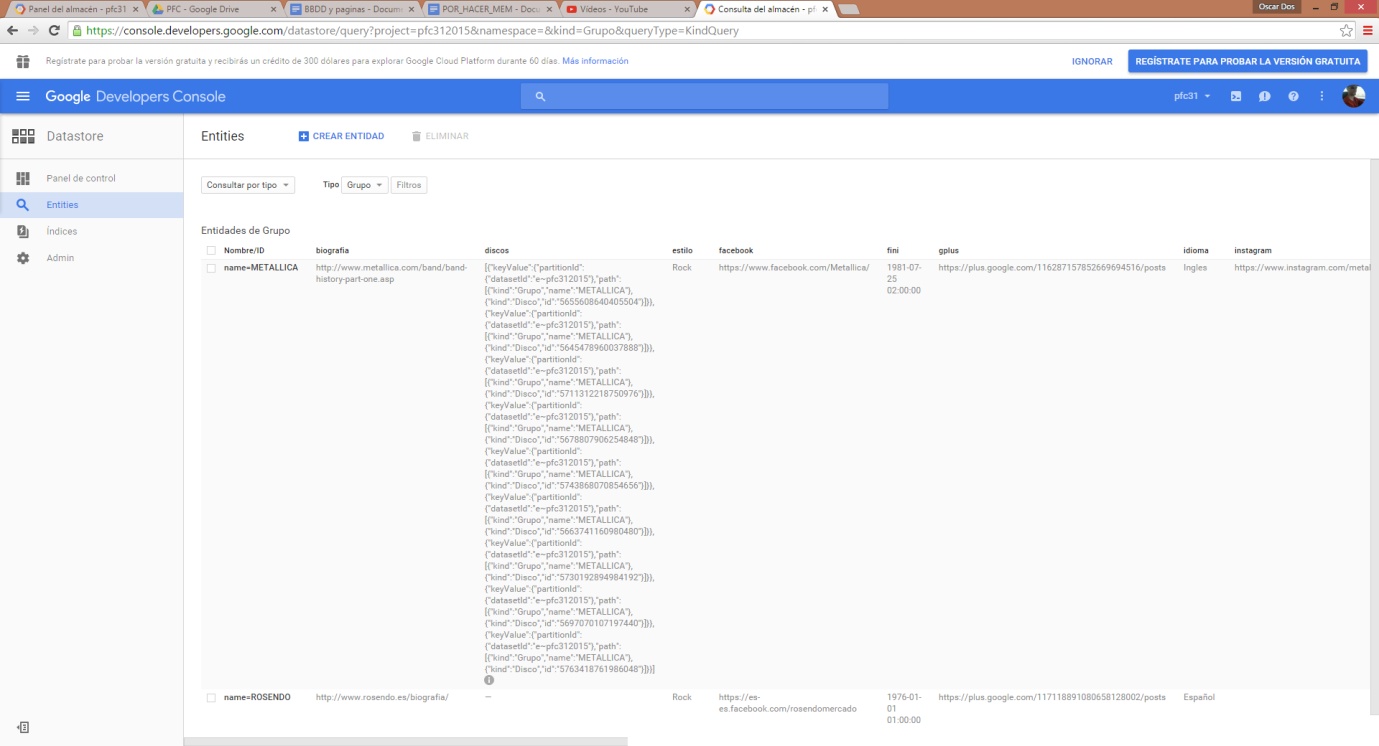 Panel del almacén - pfc31
PFC - Google Drive
BBDD y paginas - Docume
POR_HACER_MEM - Docu
Vídeos - YouTube
Consulta del almacén - pf
Oscar Dos
https://console.developers.google.com/datastore/query?project=pfc312015&namespace=&kind=Grupo&queryType=KindQuery
Regístrate para probar la versión gratuita y recibirás un crédito de 300 dólares para explorar Google Cloud Platform durante 60 días. Más información
IGNORAR
REGÍSTRATE PARA PROBAR LA VERSIÓN GRATUITA
Google Developers Console
pfc31
Datastore
Entities
CREAR ENTIDAD
ELIMINAR
Panel de control
Entities
Índices
Admin
Consultar por tipo
Tipo
Grupo
Filtros
Entidades de Grupo
Nombre/ID biografia discos estilo facebook fini gplus idioma instagram
name=METALLICA
http://www.metallica.com/band/band-
history-part-one.asp
[{"keyValue":{"partitionId":
{"datasetId":"e~pfc312015"},"path":
[{"kind":"Grupo","name":"METALLICA"},
{"kind":"Disco","id":"5655608640405504"}]}},
{"keyValue":{"partitionId":
{"datasetId":"e~pfc312015"},"path":
[{"kind":"Grupo","name":"METALLICA"},
{"kind":"Disco","id":"5645478960037888"}]}},
{"keyValue":{"partitionId":
{"datasetId":"e~pfc312015"},"path":
[{"kind":"Grupo","name":"METALLICA"},
{"kind":"Disco","id":"5711312218750976"}]}},
{"keyValue":{"partitionId":
{"datasetId":"e~pfc312015"},"path":
[{"kind":"Grupo","name":"METALLICA"},
{"kind":"Disco","id":"5678807906254848"}]}},
{"keyValue":{"partitionId":
{"datasetId":"e~pfc312015"},"path":
[{"kind":"Grupo","name":"METALLICA"},
{"kind":"Disco","id":"5743868070854656"}]}},
{"keyValue":{"partitionId":
{"datasetId":"e~pfc312015"},"path":
[{"kind":"Grupo","name":"METALLICA"},
{"kind":"Disco","id":"5663741160980480"}]}},
{"keyValue":{"partitionId":
{"datasetId":"e~pfc312015"},"path":
[{"kind":"Grupo","name":"METALLICA"},
{"kind":"Disco","id":"5730192894984192"}]}},
{"keyValue":{"partitionId":
{"datasetId":"e~pfc312015"},"path":
[{"kind":"Grupo","name":"METALLICA"},
{"kind":"Disco","id":"5697070107197440"}]}},
{"keyValue":{"partitionId":
{"datasetId":"e~pfc312015"},"path":
[{"kind":"Grupo","name":"METALLICA"},
{"kind":"Disco","id":"5763418761986048"}]}}]
Rock
https://www.facebook.com/Metallica/
1981-07-
25
02:00:00
https://plus.google.com/116287157852669694516/posts
Ingles
https://www.instagram.com/metal
name=ROSENDO
http://www.rosendo.es/biografia/
—
Rock
https://es-
es.facebook.com/rosendomercado
1976-01-
01
01:00:00
https://plus.google.com/117118891080658128002/posts
Español